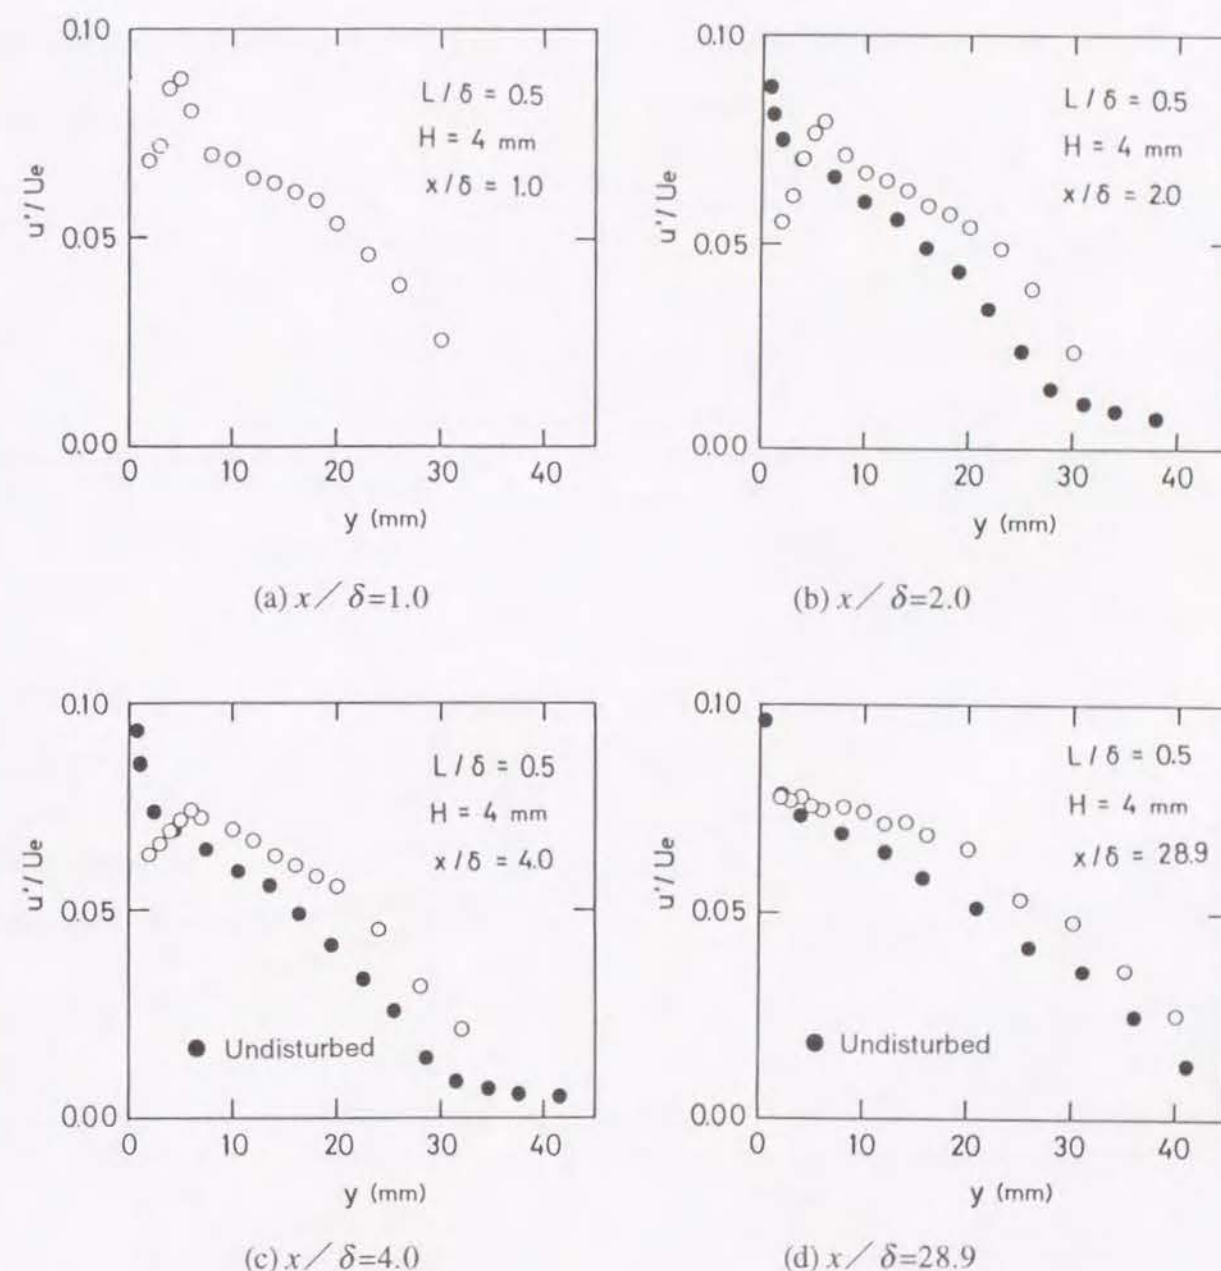 0.10
L / δ = 0.5
H = 4 mm
x / δ = 1.0
u'/ Ue
0.05
0.00
0 10 20 30 40
y (mm)
(a) x／δ=1.0
0.10
L / δ = 0.5
H = 4 mm
x / δ = 2.0
u'/ Ue
0.05
0.00
0 10 20 30 40
y (mm)
(b) x／δ=2.0
0.10
L / δ = 0.5
H = 4 mm
x / δ = 4.0
u'/ Ue
0.05
Undisturbed
0.00
0 10 20 30 40
y (mm)
(c) x／δ=4.0
0.10
L / δ = 0.5
H = 4 mm
x / δ = 28.9
u'/ Ue
0.05
Undisturbed
0.00
0 10 20 30 40
y (mm)
(d) x／δ=28.9